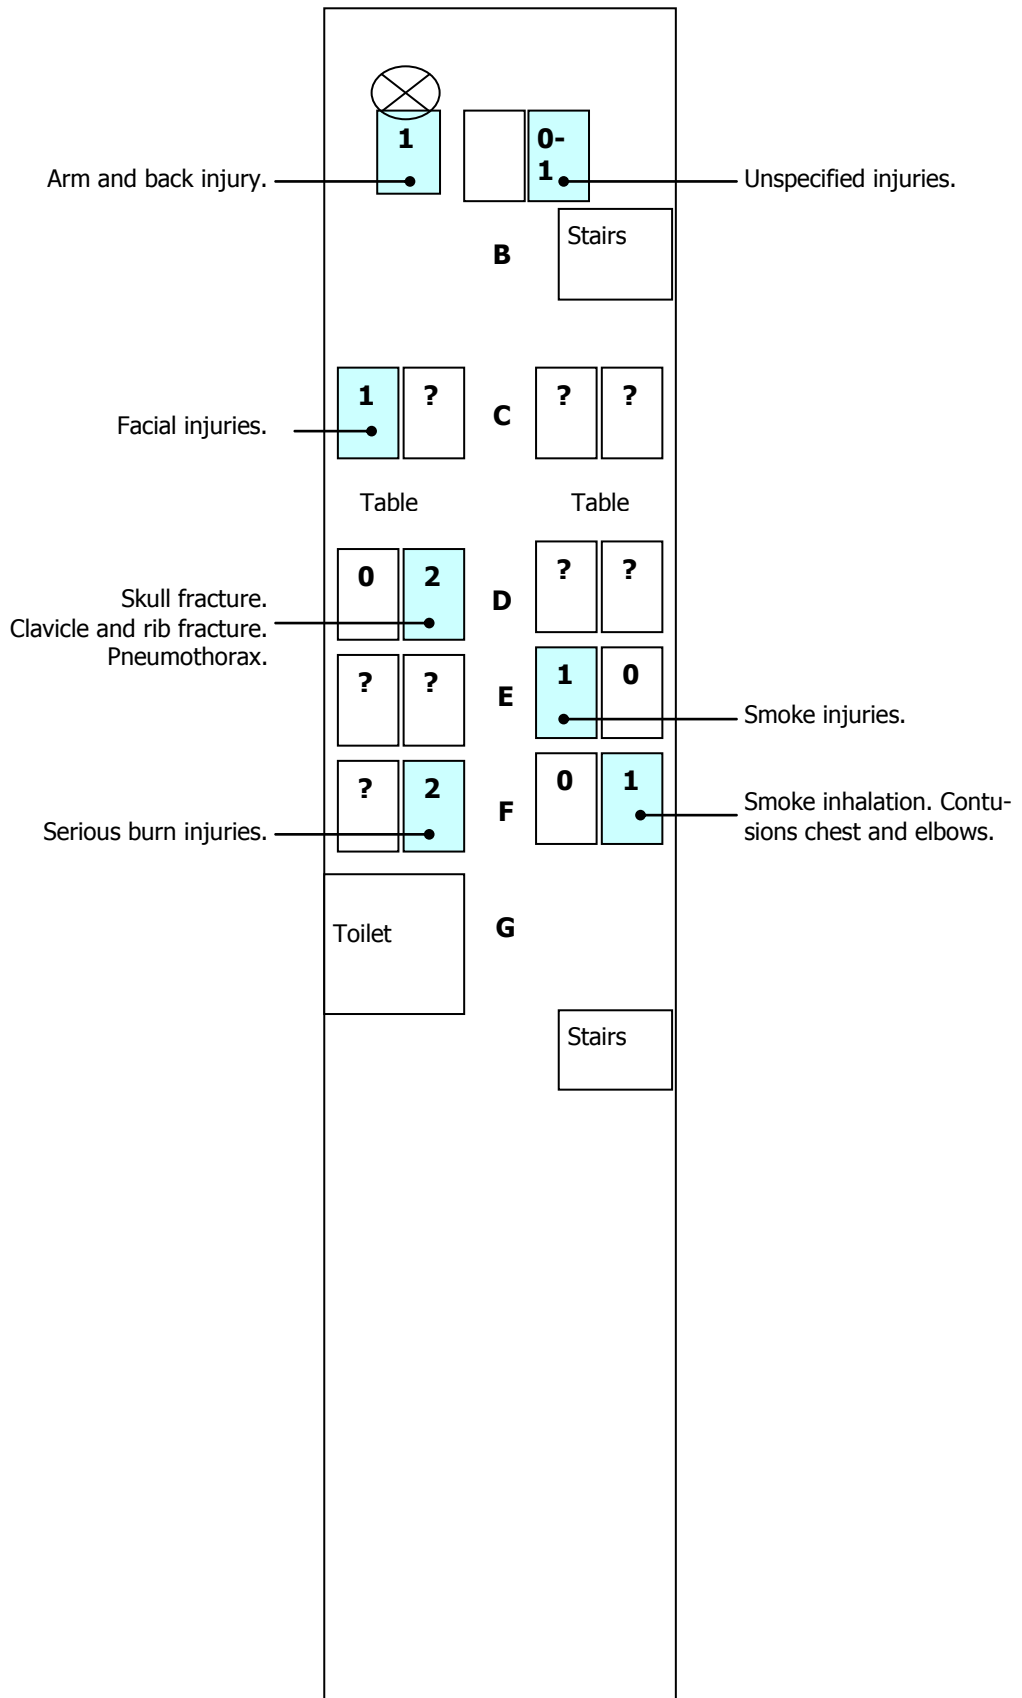 1
0-
1
Arm and back injury.
Unspecified injuries.
Stairs
B
1 ? C ? ?
Facial injuries.
Table Table
0 2 D ? ?
Skull fracture.
Clavicle and rib fracture.
Pneumothorax.
? ? E 1 0
Smoke injuries.
? 2 F 0 1
Serious burn injuries.
Smoke inhalation. Contu-
sions chest and elbows.
Toilet
G
Stairs